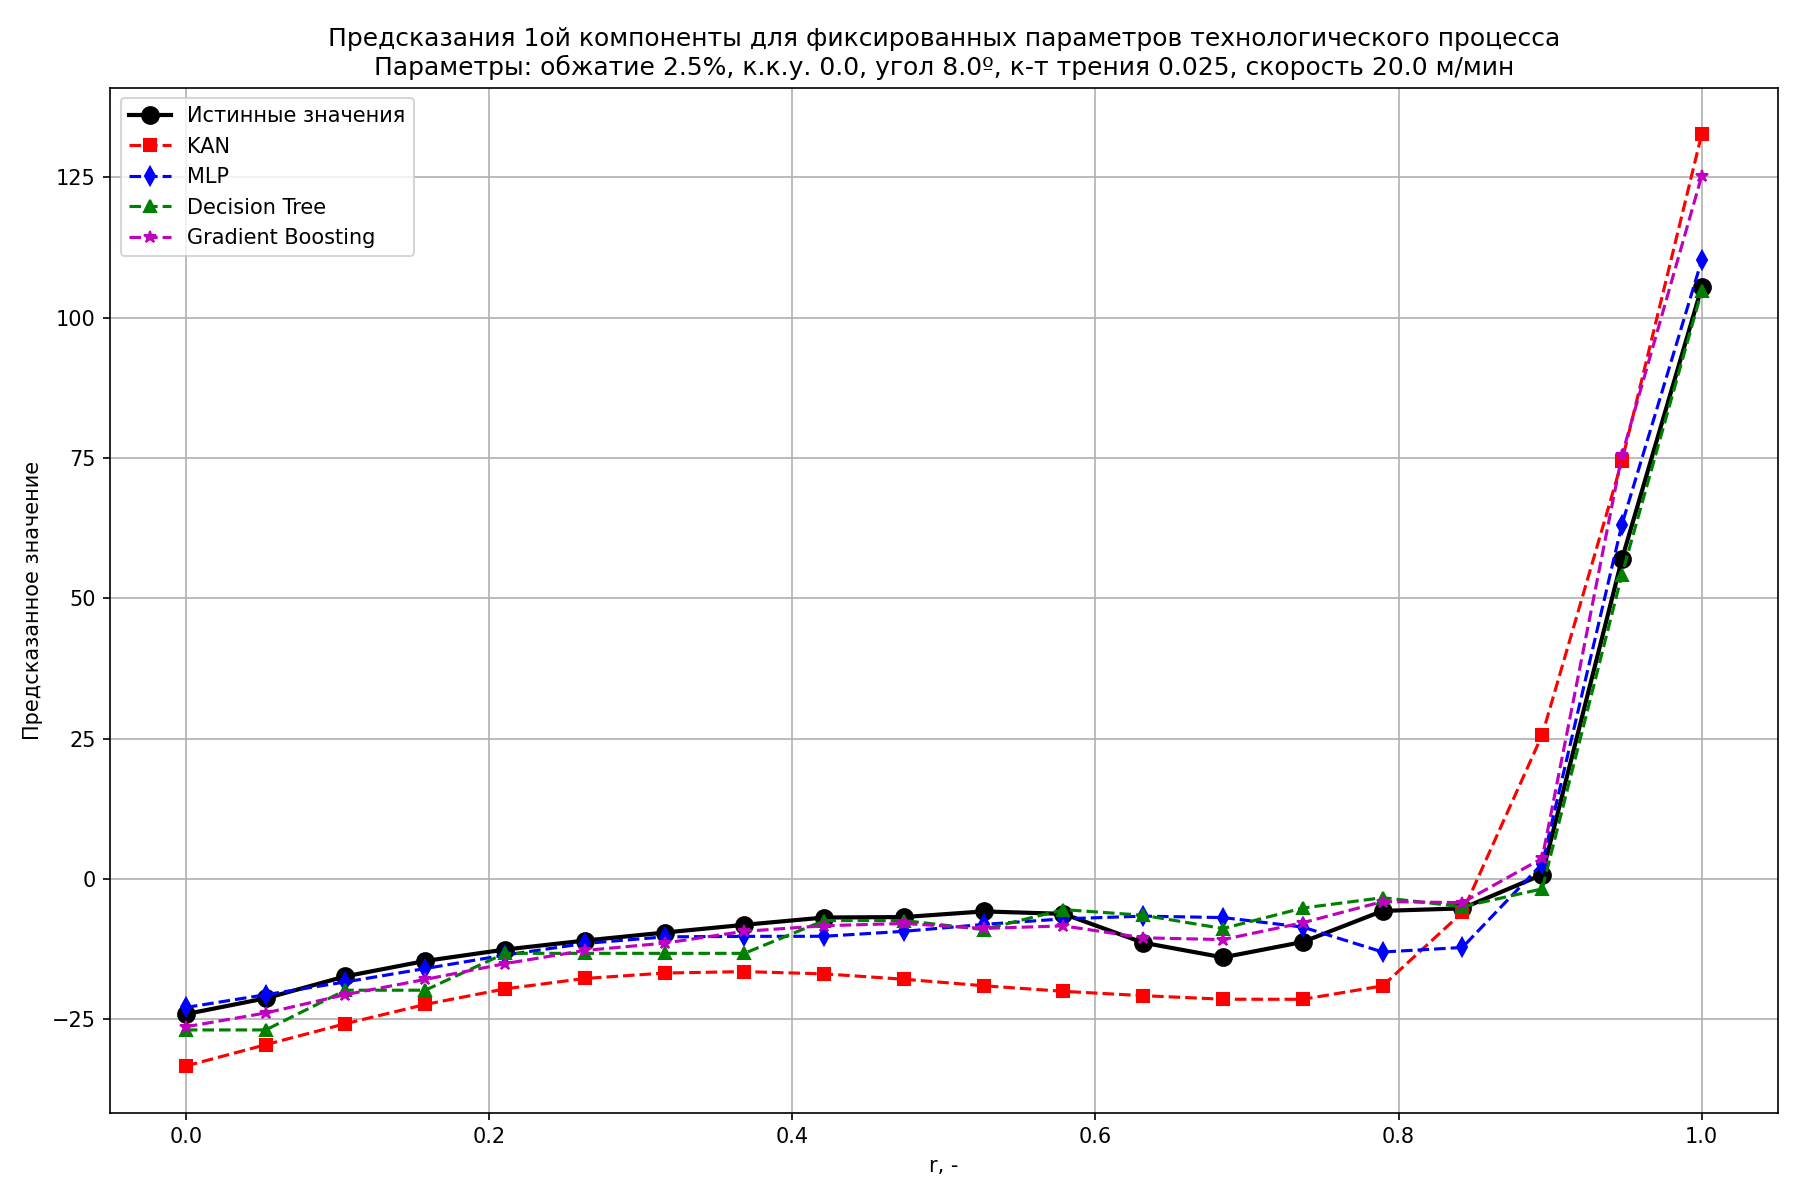 Предсказания 1ой компоненты для фиксированных параметров технологического процесса
Параметры: обжатие 2.5%, к.к.у. 0.0, угол 8.0º, к-т трения 0.025, скорость 20.0 м/мин
Истинные значения
KAN
MLP
Decision Tree
Gradient Boosting
Предсказанное значение
125
100
75
50
25
0
−25
0.0
0.2
0.4
0.6
0.8
1.0
r, -